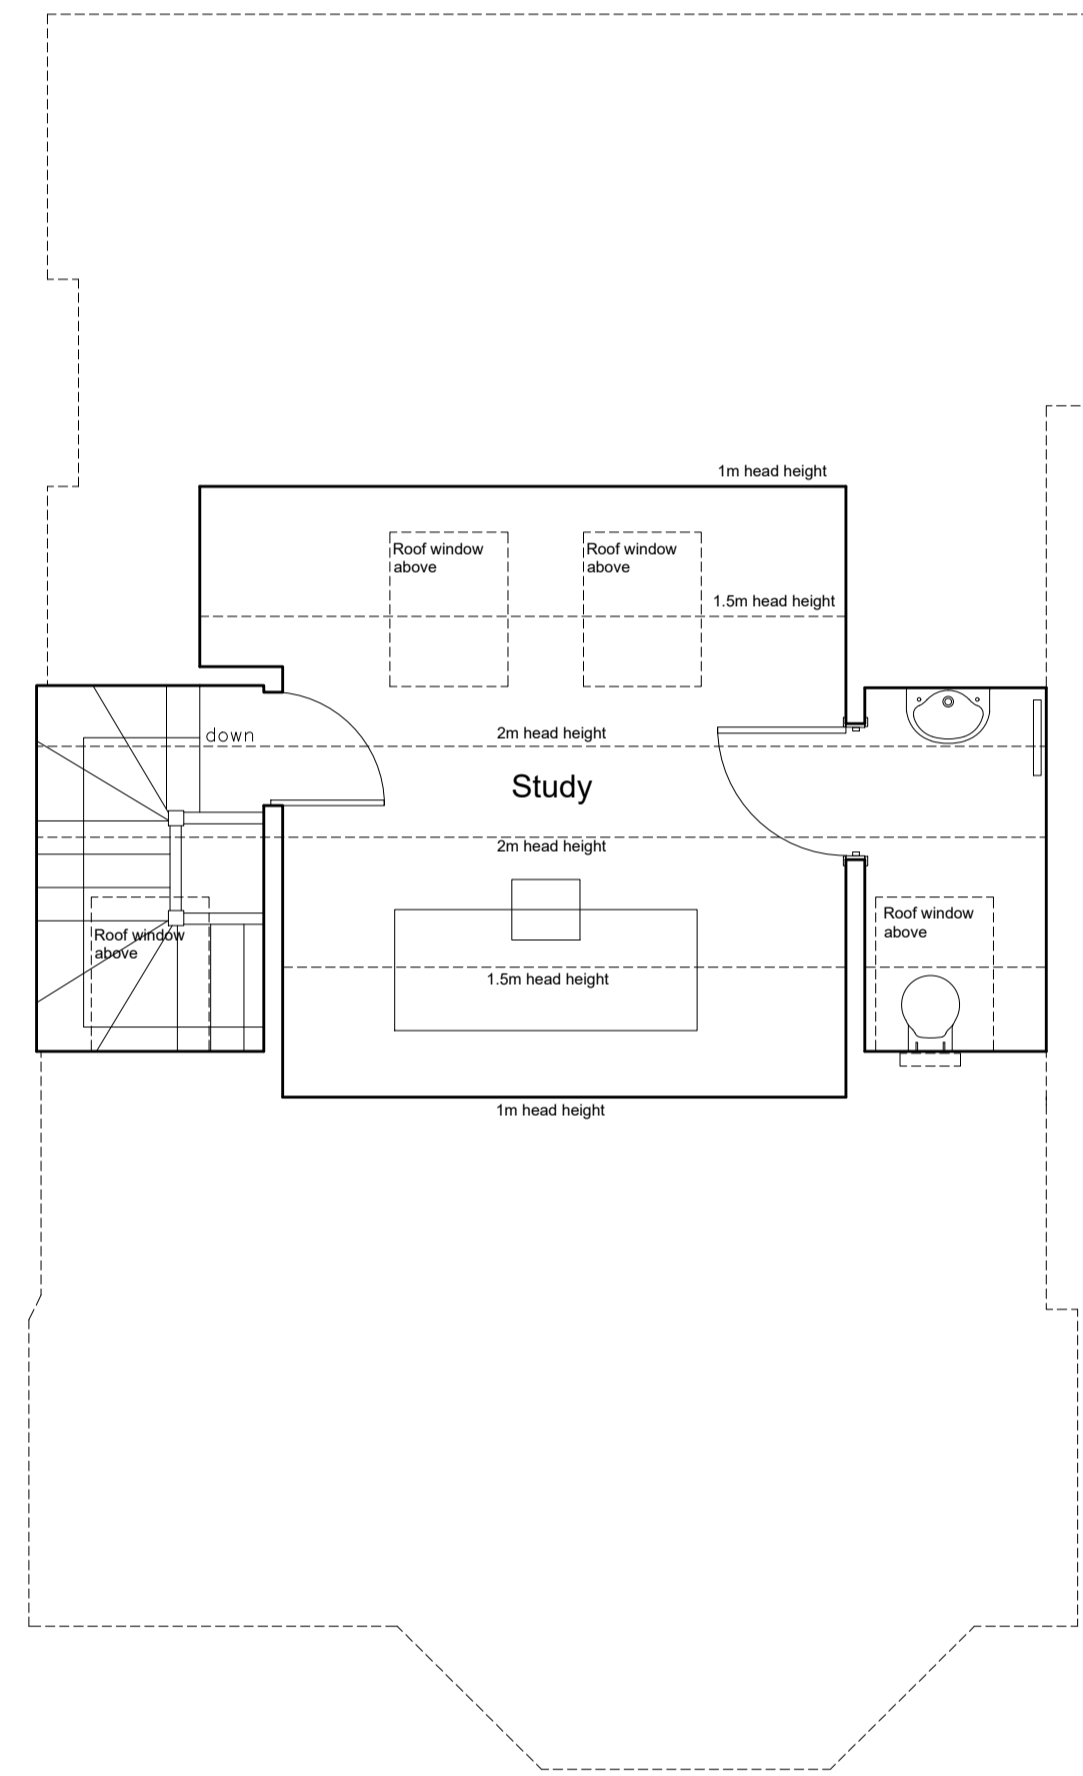 1m head height
Roof window
above
Roof window
above
1.5m head height
down
2m head height
Study
2m head height
Roof window
above
Roof window
above
1.5m head height
1m head height